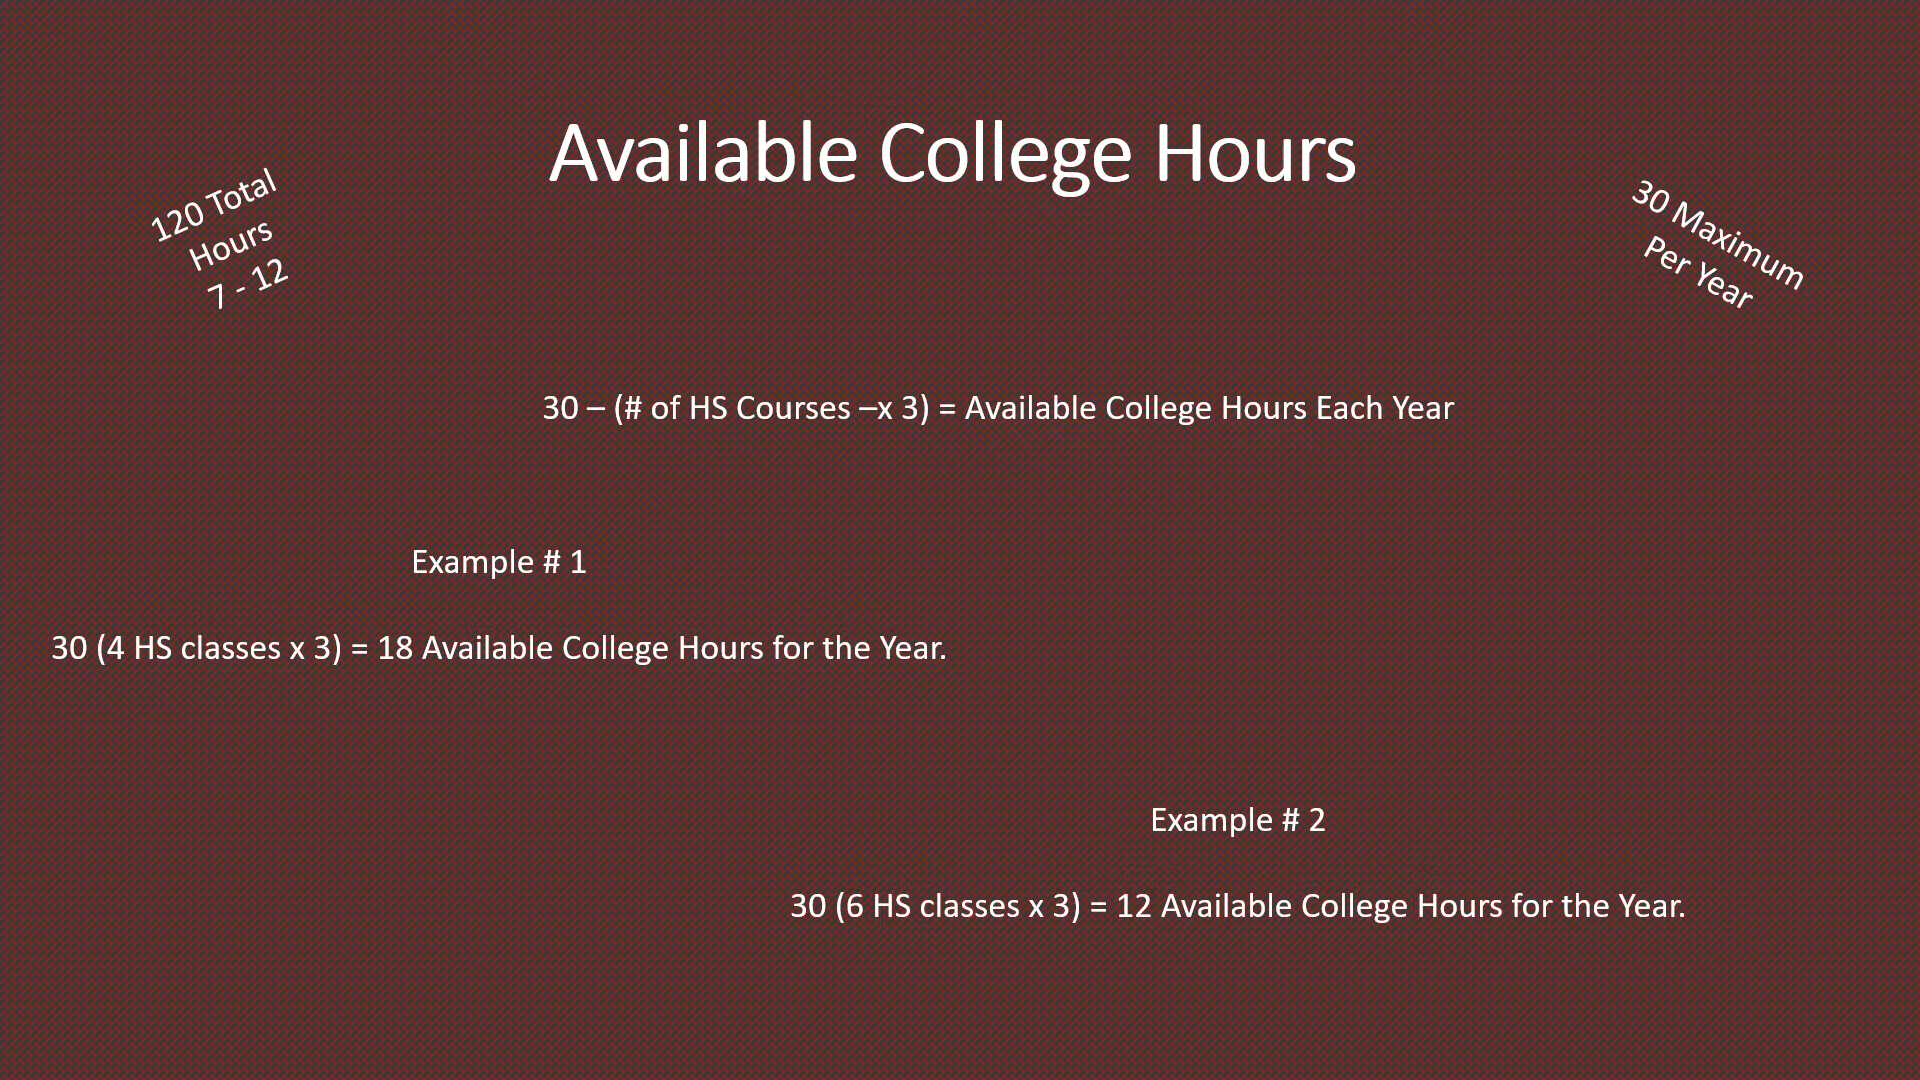 Available College Hours
120 Total
Hours
7 - 12
30 Maximum
Per Year
30 – (# of HS Courses –x 3) = Available College Hours Each Year
Example # 1
30 (4 HS classes x 3) = 18 Available College Hours for the Year.
Example # 2
30 (6 HS classes x 3) = 12 Available College Hours for the Year.